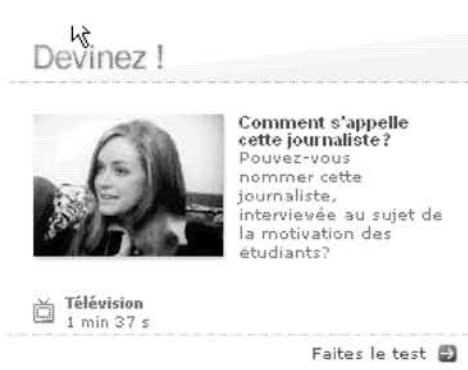 Devinez !
Comment s'appelle
cette journaliste?
Pouvez-vous
nommer cette
journaliste,
interviewée au sujet de
la motivation des
étudiants?
Télévision
1 min 37 s
Faites le test